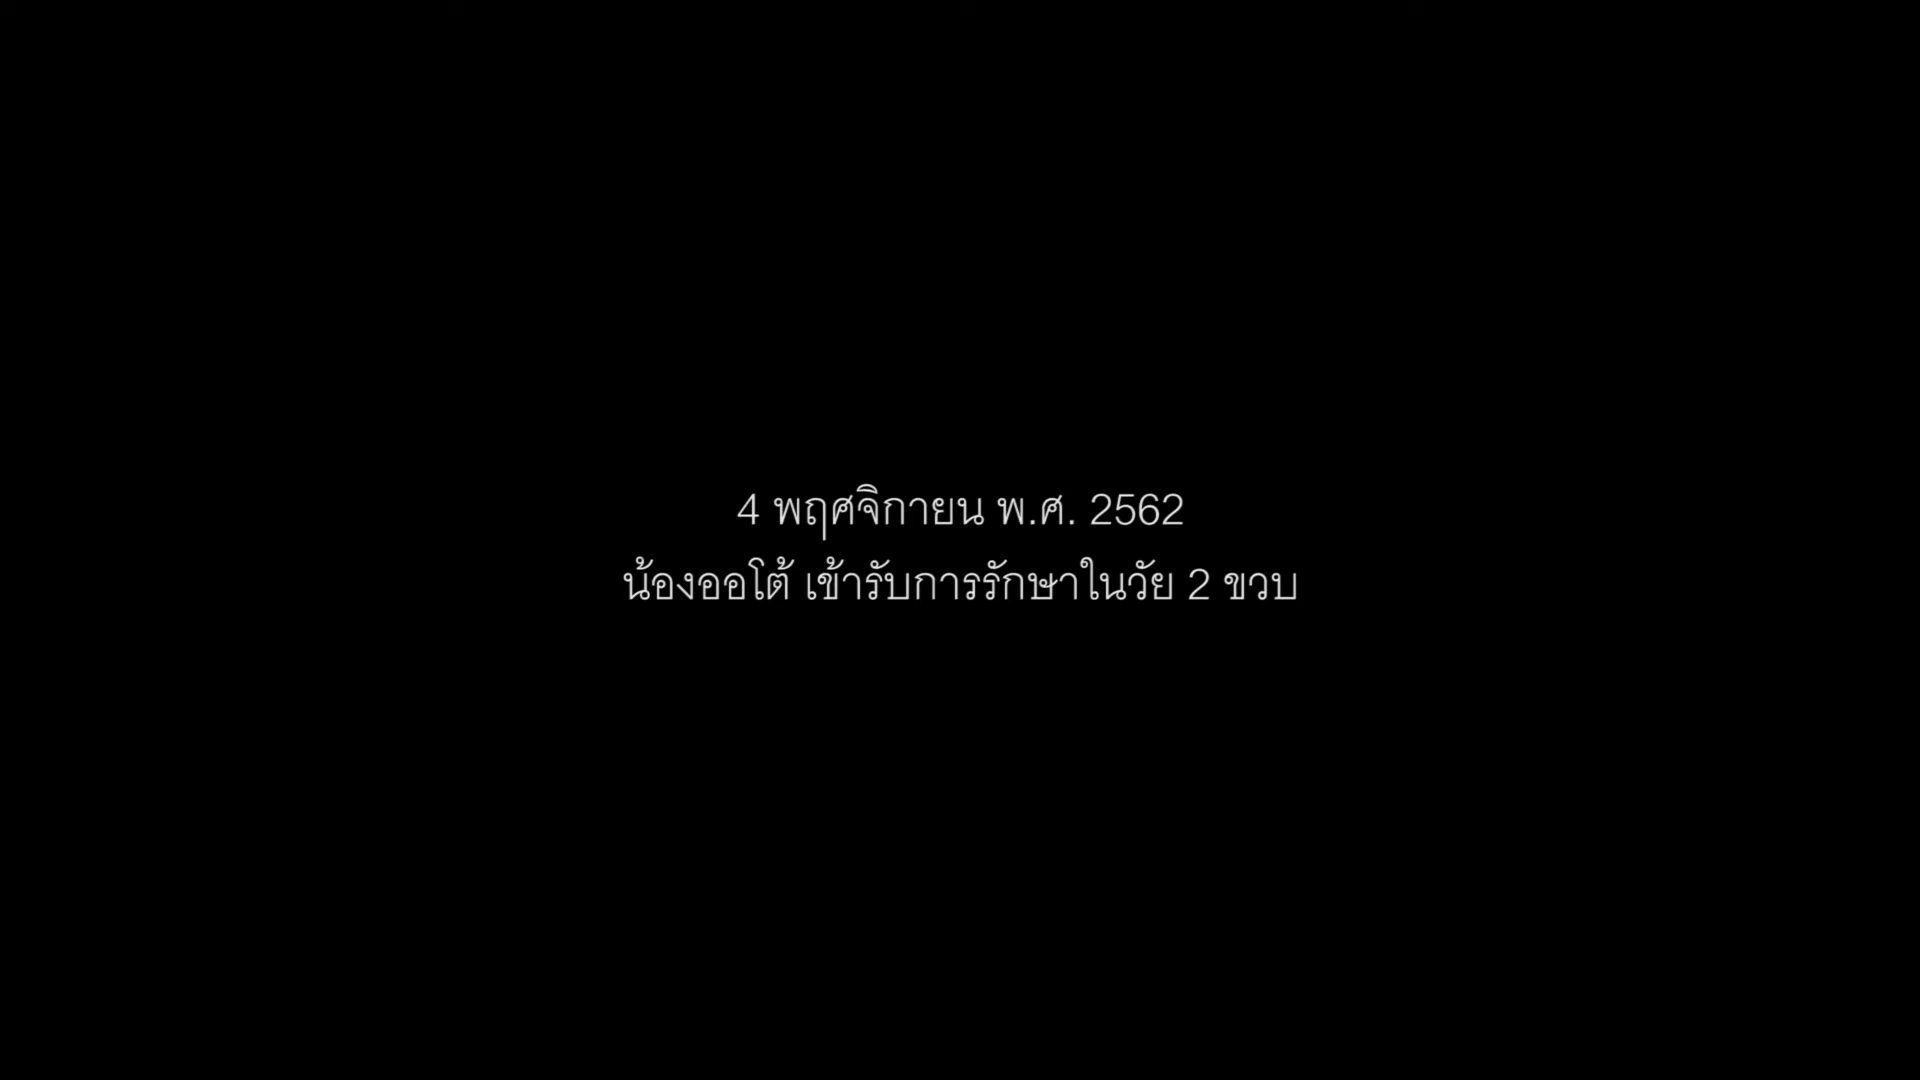 4 พฤศจิกายน พ.ศ. 2562
น้องออโต้ เข้ารับการรักษาในวัย 2 ขวบ